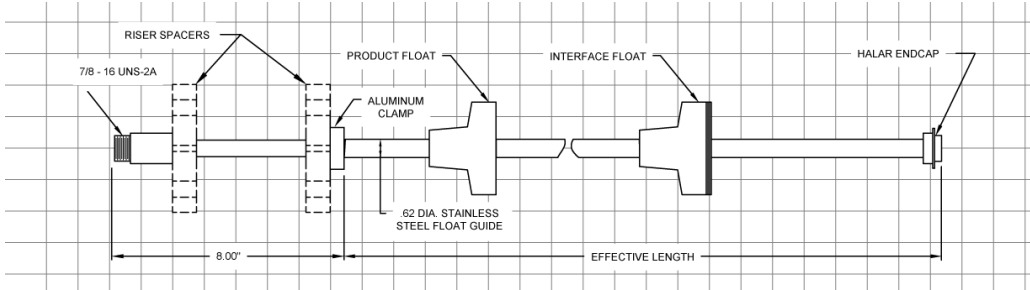 RISER SPACERS
PRODUCT FLOAT
INTERFACE FLOAT
HALAR ENDCAP
7/8 - 16 UNS-2A
ALUMINUM
CLAMP
.62 DIA. STAINLESS
STEEL FLOAT GUIDE
8.00"
EFFECTIVE LENGTH